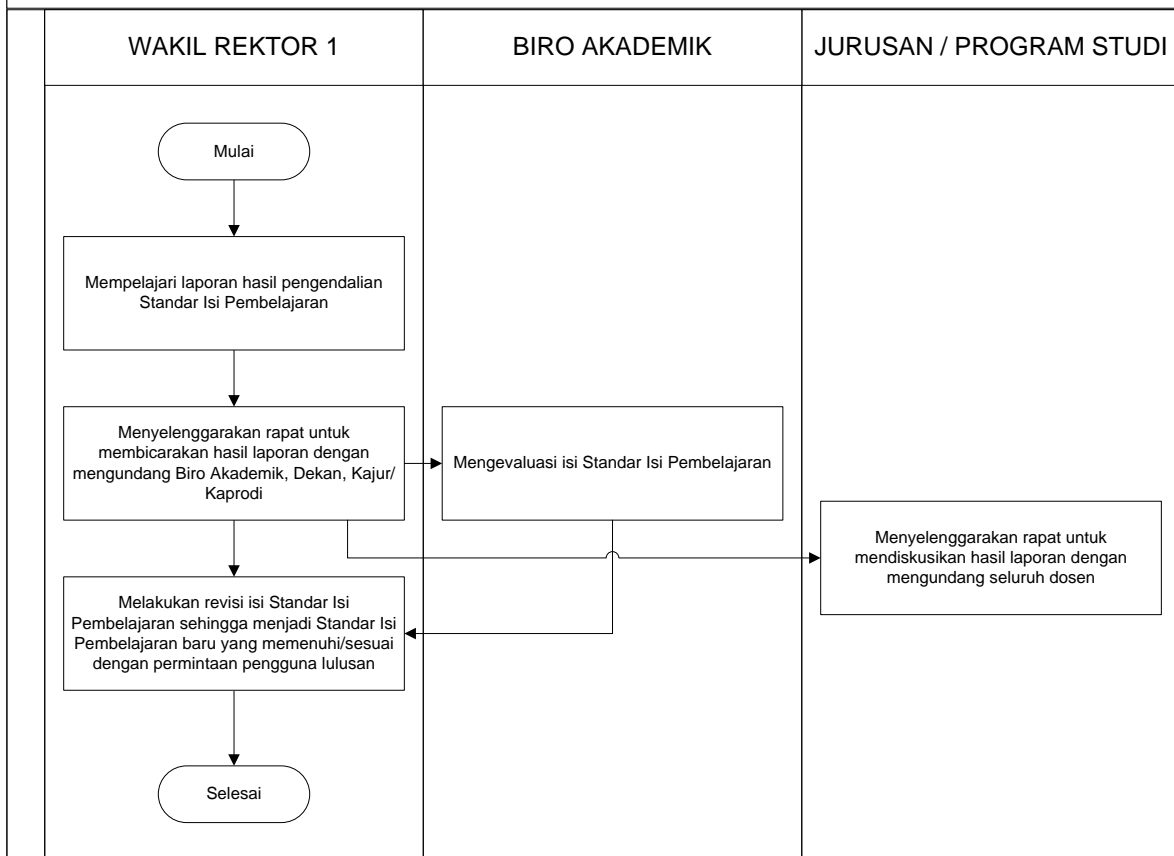 WAKIL REKTOR 1
BIRO AKADEMIK
JURUSAN / PROGRAM STUDI
Mulai
Mempelajari laporan hasil pengendalian
Standar Isi Pembelajaran
Menyelenggarakan rapat untuk
membicarakan hasil laporan dengan
mengundang Biro Akademik, Dekan, Kajur/
Kaprodi
Mengevaluasi isi Standar Isi Pembelajaran
Menyelenggarakan rapat untuk
mendiskusikan hasil laporan dengan
mengundang seluruh dosen
Melakukan revisi isi Standar Isi
Pembelajaran sehingga menjadi Standar Isi
Pembelajaran baru yang memenuhi/sesuai
dengan permintaan pengguna lulusan
Selesai